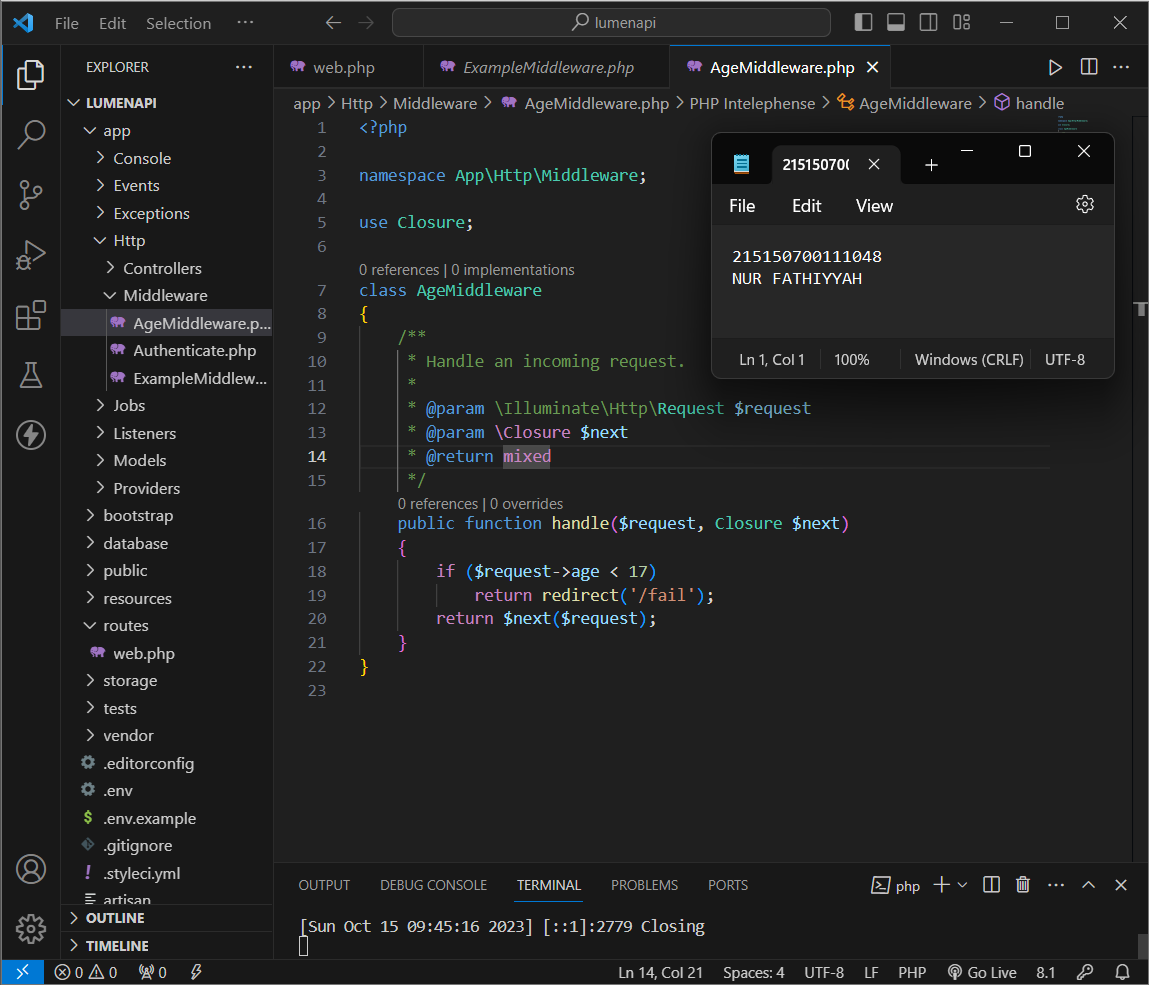 File Edit Selection ··· lumenapi
EXPLORER ···
LUMENAPI
app
Console
Events
Exceptions
Http
Controllers
Middleware
AgeMiddleware.p...
Authenticate.php
ExampleMiddlew...
Jobs
Listeners
Models
Providers
bootstrap
database
public
resources
routes
web.php
storage
tests
vendor
.editorconfig
.env
$ .env.example
.gitignore
! .styleci.yml
artisan
OUTLINE
TIMELINE
web.php ExampleMiddleware.php AgeMiddleware.php
app > Http > Middleware > AgeMiddleware.php > PHP Intelephense > AgeMiddleware > handle
1 <?php
2
3 namespace App\Http\Middleware;
4
5 use Closure;
6
0 references | 0 implementations
7 class AgeMiddleware
8 {
9 /**
10 * Handle an incoming request.
11 *
12 * @param \Illuminate\Http\Request $request
13 * @param \Closure $next
14 * @return mixed
15 */
0 references | 0 overrides
16 public function handle($request, Closure $next)
17 {
18 if ($request->age < 17)
19 return redirect('/fail');
20 return $next($request);
21 }
22 }
23
215150700
File Edit View
215150700111048
NUR FATHIYYAH
Ln 1, Col 1 100% Windows (CRLF) UTF-8
OUTPUT DEBUG CONSOLE TERMINAL PROBLEMS PORTS php
[Sun Oct 15 09:45:16 2023] [::1]:2779 Closing
0 0 0 Ln 14, Col 21 Spaces: 4 UTF-8 LF PHP Go Live 8.1